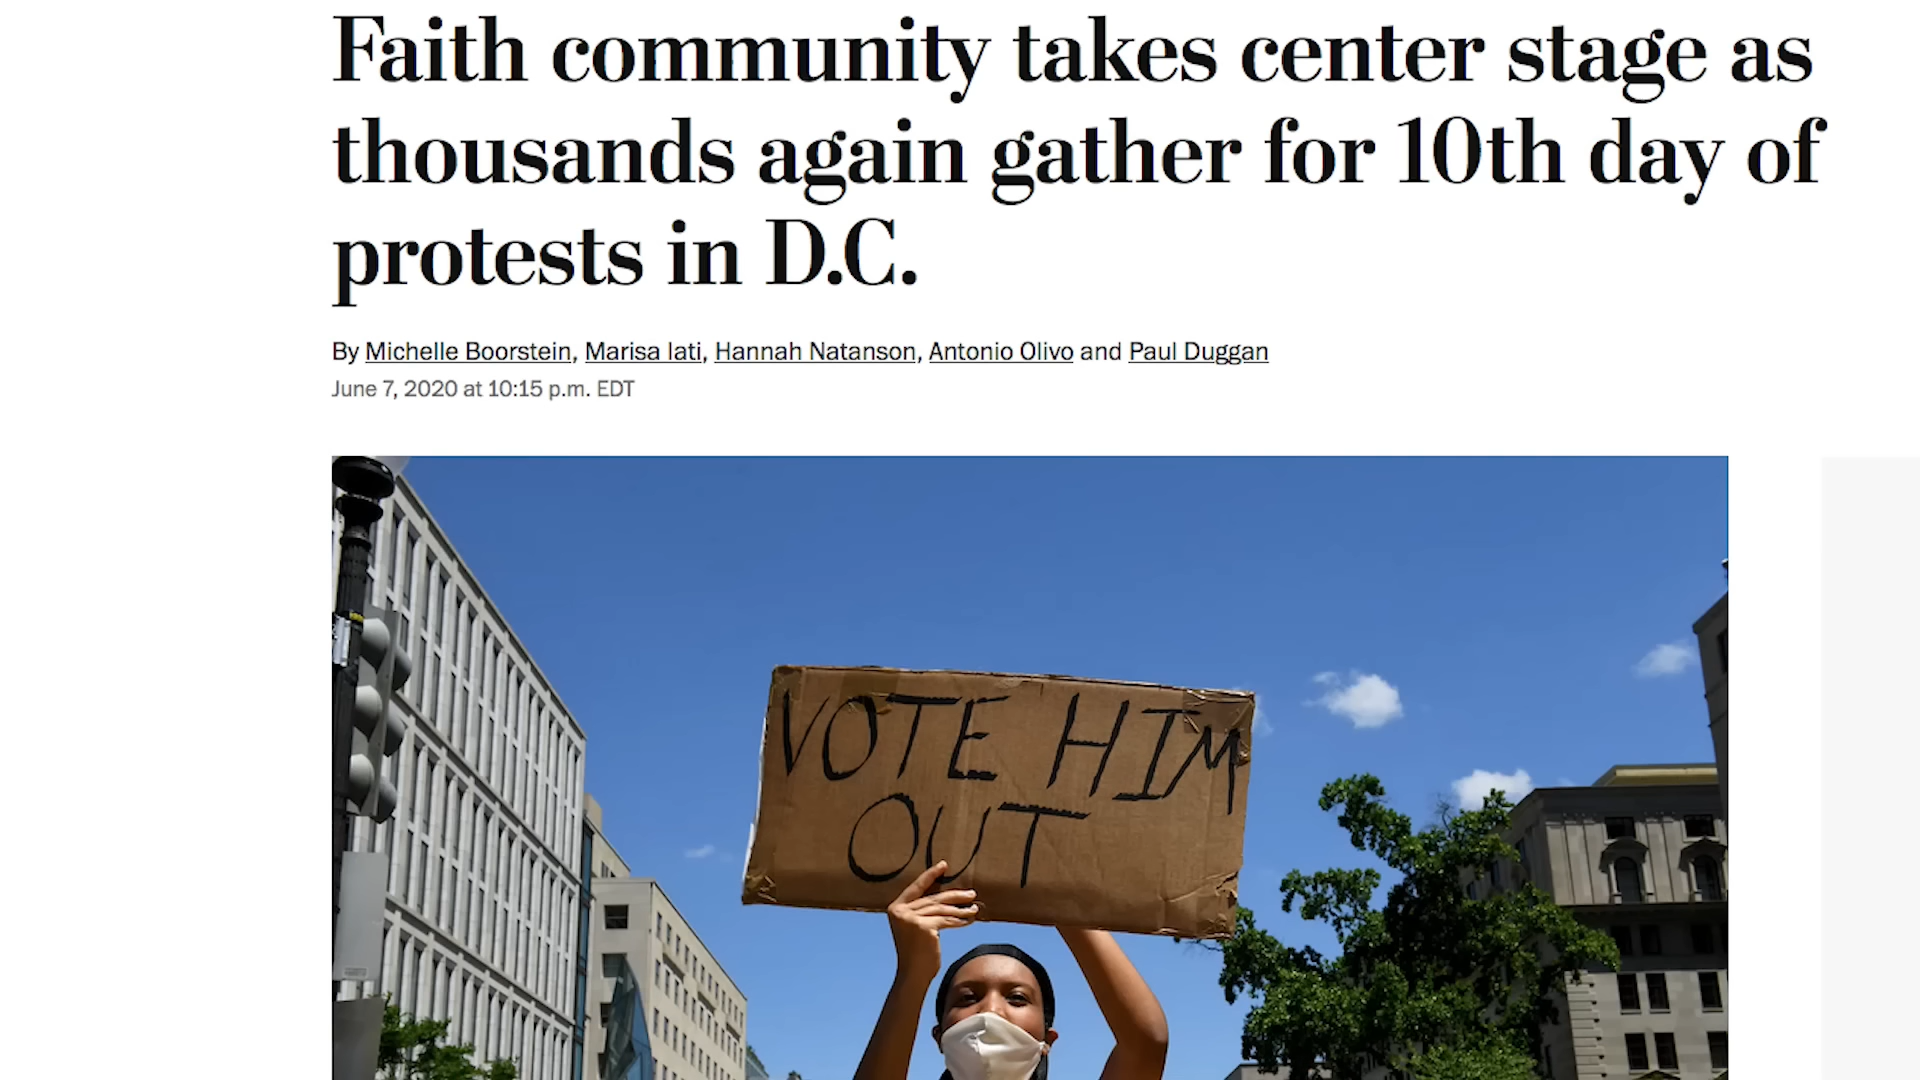 Faith community takes center stage as
thousands again gather for 10th day of
protests in D.C.
By Michelle Boorstein, Marisa Iati, Hannah Natanson, Antonio Olivo and Paul Duggan
June 7, 2020 at 10:15 p.m. EDT
VOTE HIM
OUT